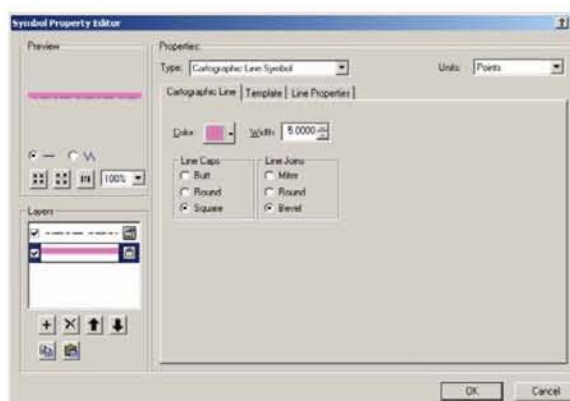 Symbol Property Editor
Preview
100%
Layers
Properties:
Type: Cartographic Line Symbol
Units: Points
Cartographic Line Template Line Properties
Color: Width: 5.0000
Line Caps
Butt
Round
Square
Line Joins
Miter
Round
Bevel
OK Cancel